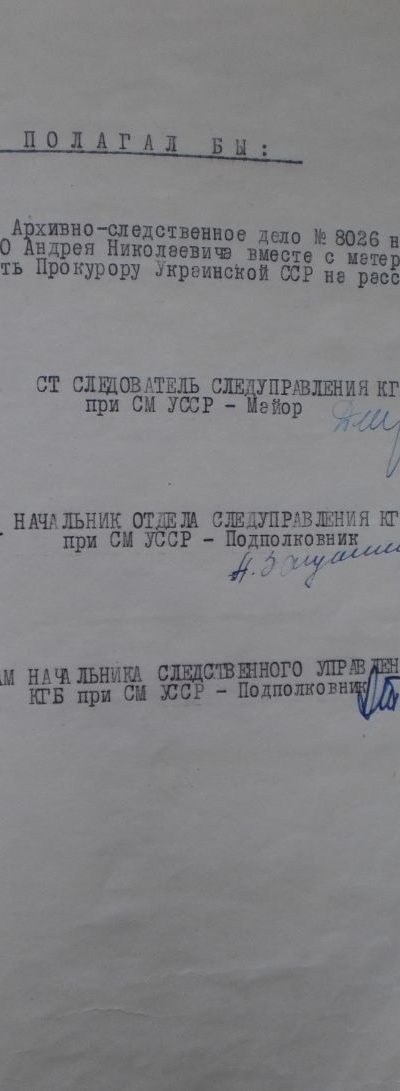 ПОЛАГАЛ БЫ:
Архивно-следственное дело № 8026 н
О Андрея Николаевича вместе с матер
ть Прокурору Украинской ССР на расс
СТ СЛЕДОВАТЕЛЬ СЛЕДУПРАВЛЕНИЯ КГ
при СМ УССР - Майор
НАЧАЛЬНИК ОТДЕЛА СЛЕДУПРАВЛЕНИЯ КГ
при СМ УССР - Подполковник
АМ НАЧАЛЬНИКА СЛЕДСТВЕННОГО УПРАВЛЕН
КГБ при СМ УССР - Подполковник